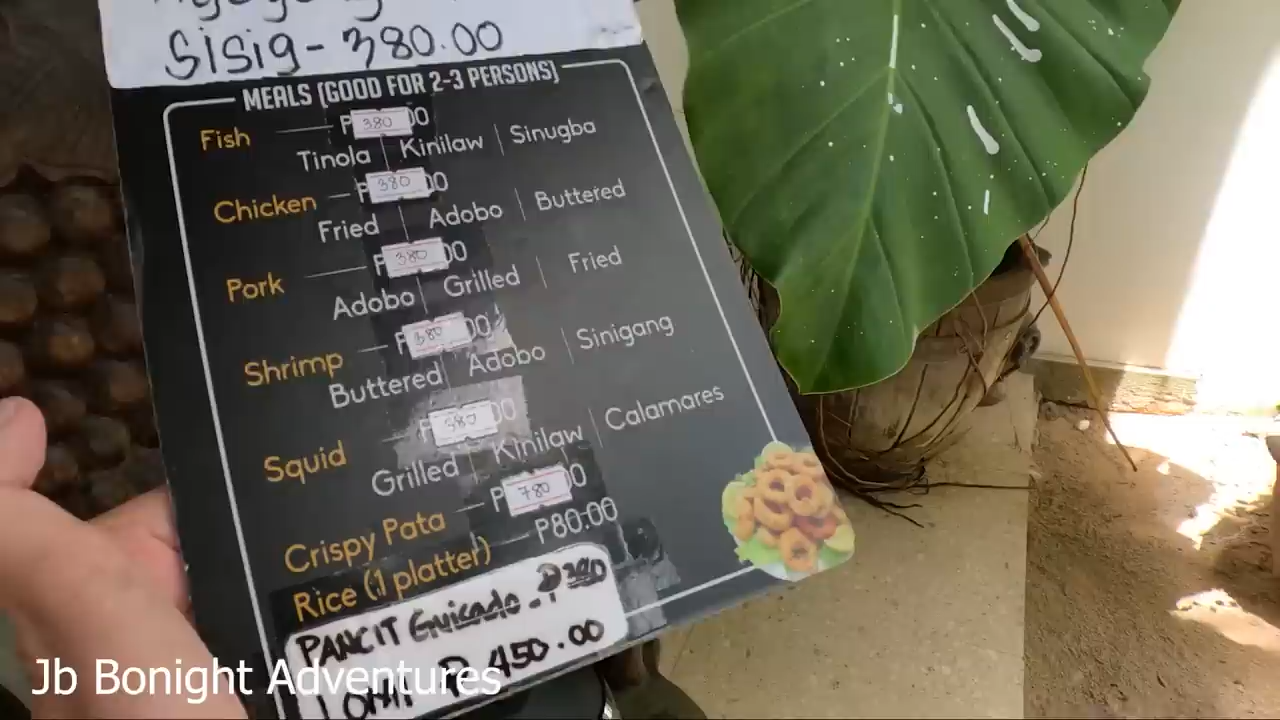 Sisig - 380.00
MEALS (GOOD FOR 2-3 PERSONS)
Fish P 380 00
Tinola | Kinilaw | Sinugba
Chicken P 380 00
Fried | Adobo | Buttered
Pork P 380 00
Adobo | Grilled | Fried
Shrimp P 380 00
Buttered | Adobo | Sinigang
Squid P 380 00
Grilled | Kinilaw | Calamares
Crispy Pata P 780 00
Rice (1 platter) P80.00
PANCIT Guisado - P 380
LOMI P 450.00
Jb Bonight Adventures